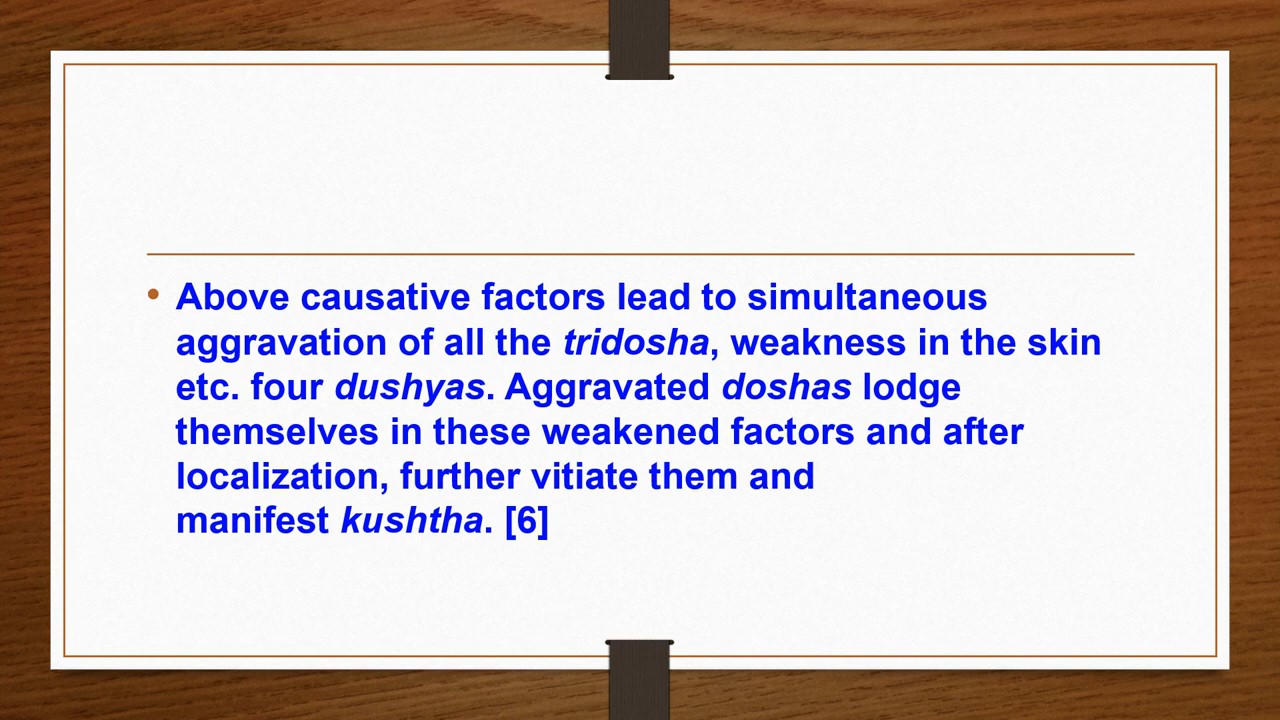 • Above causative factors lead to simultaneous
aggravation of all the tridosha, weakness in the skin
etc. four dushyas. Aggravated doshas lodge
themselves in these weakened factors and after
localization, further vitiate them and
manifest kushtha. [6]